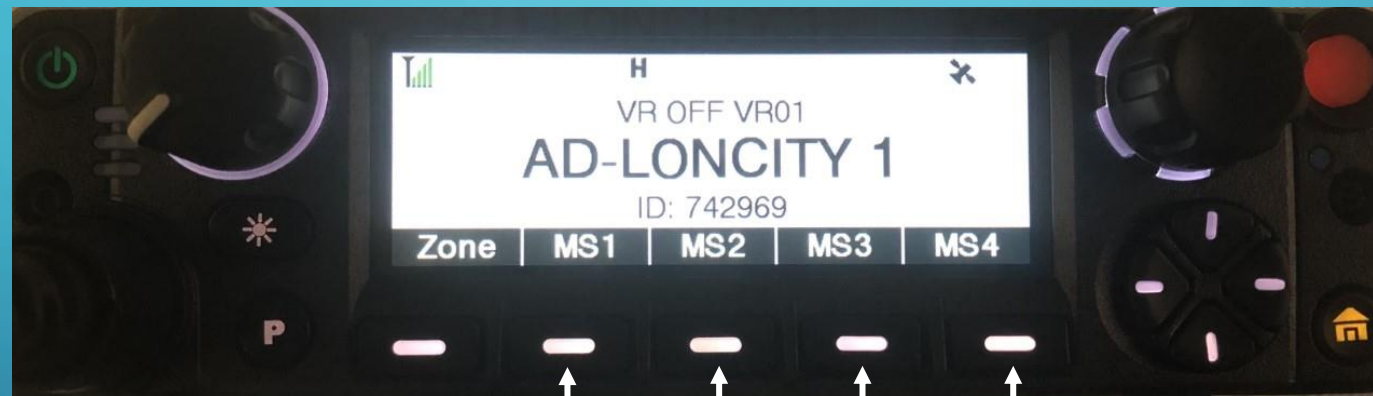 H
VR OFF VR01
AD-LONCITY 1
ID: 742969
Zone MS1 MS2 MS3 MS4
P